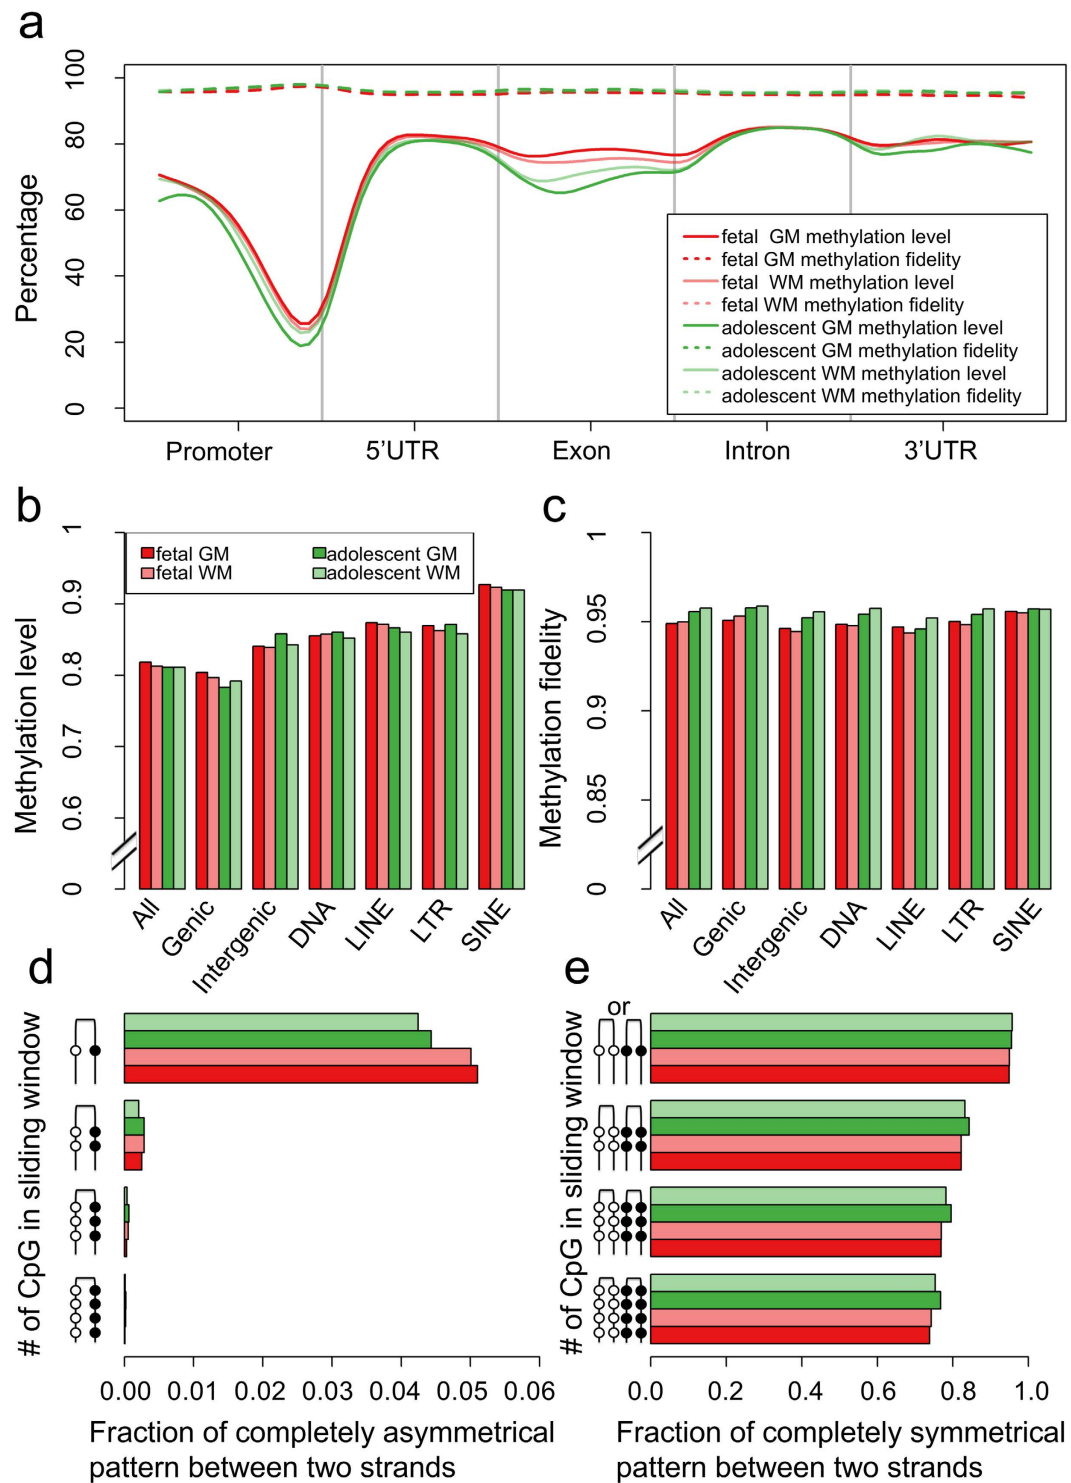 a
100
80
60
40
20
0
Percentage
fetal GM methylation level
fetal GM methylation fidelity
fetal WM methylation level
fetal WM methylation fidelity
adolescent GM methylation level
adolescent GM methylation fidelity
adolescent WM methylation level
adolescent WM methylation fidelity
Promoter 5'UTR Exon Intron 3'UTR
b
1
0.9
0.8
0.7
0.6
0
Methylation level
fetal GM adolescent GM
fetal WM adolescent WM
All Genic Intergenic DNA LINE LTR SINE
c
1
0.95
0.9
0.85
0
Methylation fidelity
All Genic Intergenic DNA LINE LTR SINE
d
# of CpG in sliding window
0.00 0.01 0.02 0.03 0.04 0.05 0.06
Fraction of completely asymmetrical
pattern between two strands
e
or
# of CpG in sliding window
0.0 0.2 0.4 0.6 0.8 1.0
Fraction of completely symmetrical
pattern between two strands